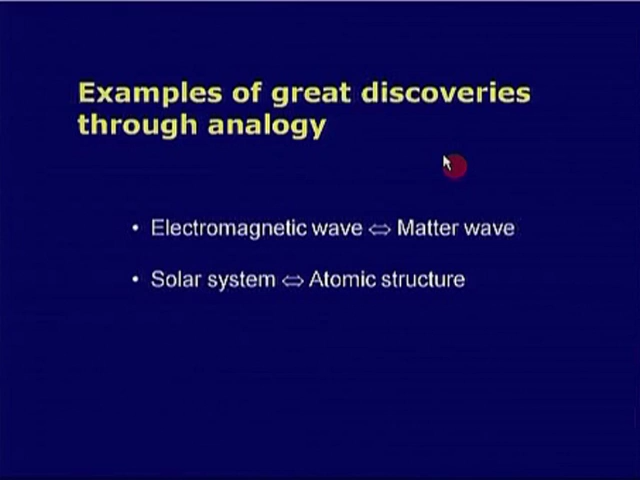 Examples of great discoveries
through analogy
• Electromagnetic wave ⇔ Matter wave
• Solar system ⇔ Atomic structure